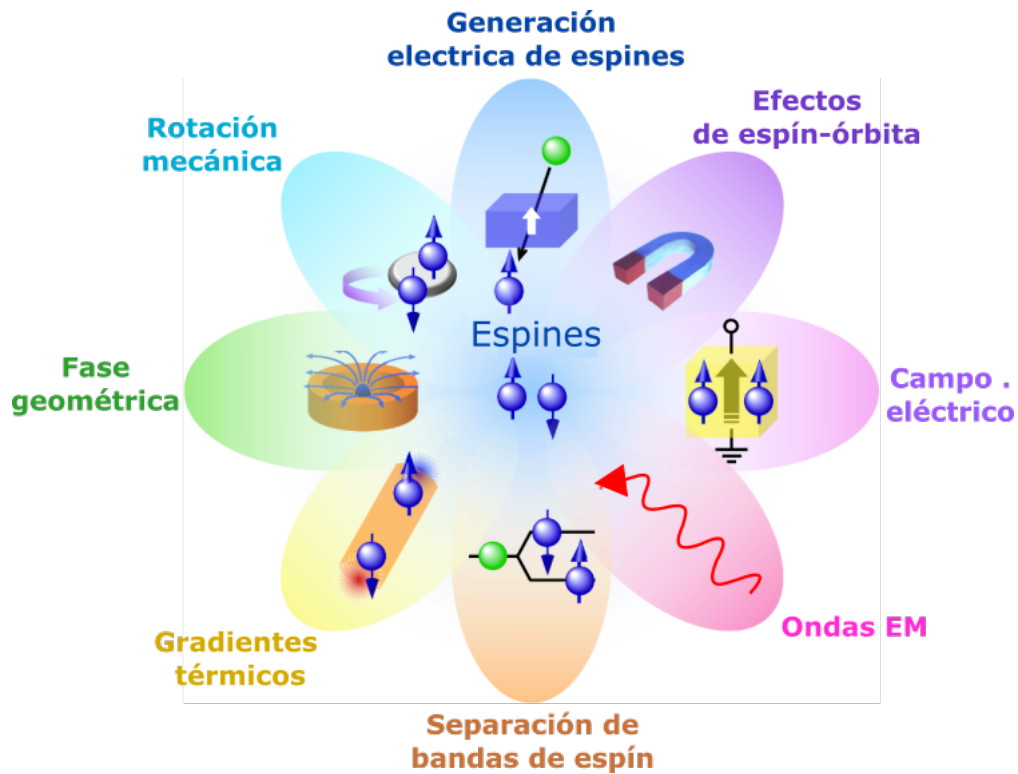 Generación
electrica de espines
Efectos
de espín-órbita
Rotación
mecánica
Espines
Fase
geométrica
Campo .
eléctrico
Gradientes
térmicos
Ondas EM
Separación de
bandas de espín